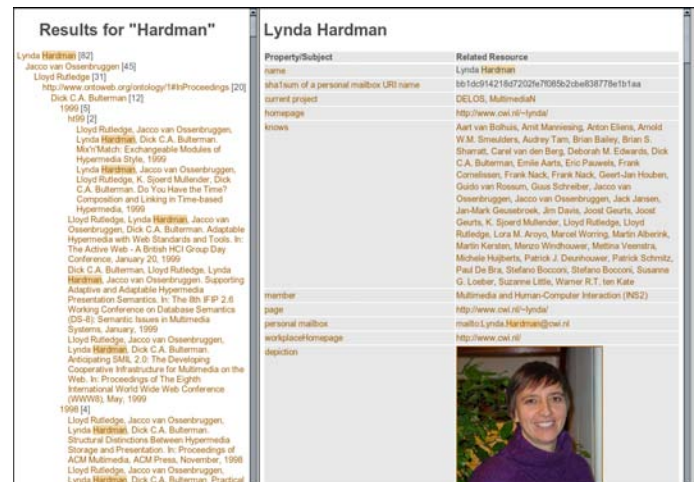 Results for "Hardman"
Lynda Hardman [82]
Jacco van Ossenbruggen [45]
Lloyd Rutledge [31]
http://www.ontoweb.org/ontology/1#InProceedings [20]
Dick C.A. Bulterman [12]
1999 [5]
ht99 [2]
Lloyd Rutledge, Jacco van Ossenbruggen,
Lynda Hardman, Dick C.A. Bulterman.
Mix'n'Match: Exchangeable Modules of
Hypermedia Style, 1999
Lynda Hardman, Jacco van Ossenbruggen,
Lloyd Rutledge, K. Sjoerd Mullender, Dick
C.A. Bulterman. Do You Have the Time?
Composition and Linking in Time-based
Hypermedia, 1999
Lloyd Rutledge, Lynda Hardman, Jacco van
Ossenbruggen, Dick C.A. Bulterman. Adaptable
Hypermedia with Web Standards and Tools. In:
The Active Web - A British HCI Group Day
Conference, January 20, 1999
Dick C.A. Bulterman, Lloyd Rutledge, Lynda
Hardman, Jacco van Ossenbruggen. Supporting
Adaptive and Adaptable Hypermedia
Presentation Semantics. In: The 8th IFIP 2.6
Working Conference on Database Semantics
(DS-8): Semantic Issues in Multimedia
Systems, January, 1999
Lloyd Rutledge, Jacco van Ossenbruggen,
Lynda Hardman, Dick C.A. Bulterman.
Anticipating SMIL 2.0: The Developing
Cooperative Infrastructure for Multimedia on the
Web. In: Proceedings of The Eighth
International World Wide Web Conference
(WWW8), May, 1999
1998 [4]
Lloyd Rutledge, Jacco van Ossenbruggen,
Lynda Hardman, Dick C.A. Bulterman.
Structural Distinctions Between Hypermedia
Storage and Presentation. In: Proceedings of
ACM Multimedia. ACM Press, November, 1998
Lloyd Rutledge, Jacco van Ossenbruggen,
Lynda Hardman, Dick C.A. Bulterman. Practical
Lynda Hardman
Property/Subject Related Resource
name Lynda Hardman
sha1sum of a personal mailbox URI name
current project DELOS, MultimediaN
homepage http://www.cwi.nl/~lynda/
knows Aart van Bolhuis, Amit Manniesing, Anton Eliens, Arnold
W.M. Smeulders, Audrey Tam, Brian Bailey, Brian S.
Sharratt, Carel van den Berg, Deborah M. Edwards, Dick
C.A. Bulterman, Emile Aarts, Eric Pauwels, Frank
Cornelissen, Frank Nack, Frank Nack, Geert-Jan Houben,
Guido van Rossum, Guus Schreiber, Jacco van
Ossenbruggen, Jacco van Ossenbruggen, Jack Jansen,
Jan-Mark Geusebroek, Jim Davis, Joost Geurts, Joost
Geurts, K. Sjoerd Mullender, Lloyd Rutledge, Lloyd
Rutledge, Lora M. Aroyo, Marcel Worring, Martin Alberink,
Martin Kersten, Menzo Windhouwer, Mettina Veenstra,
Michele Huijberts, Patrick J. Deunhouwer, Patrick Schmitz,
Paul De Bra, Stefano Bocconi, Stefano Bocconi, Susanne
G. Loeber, Suzanne Little, Warner R.T. ten Kate
member Multimedia and Human-Computer Interaction (INS2)
page http://www.cwi.nl/~lynda/
personal mailbox mailto:Lynda.Hardman@cwi.nl
workplaceHomepage http://www.cwi.nl/
depiction